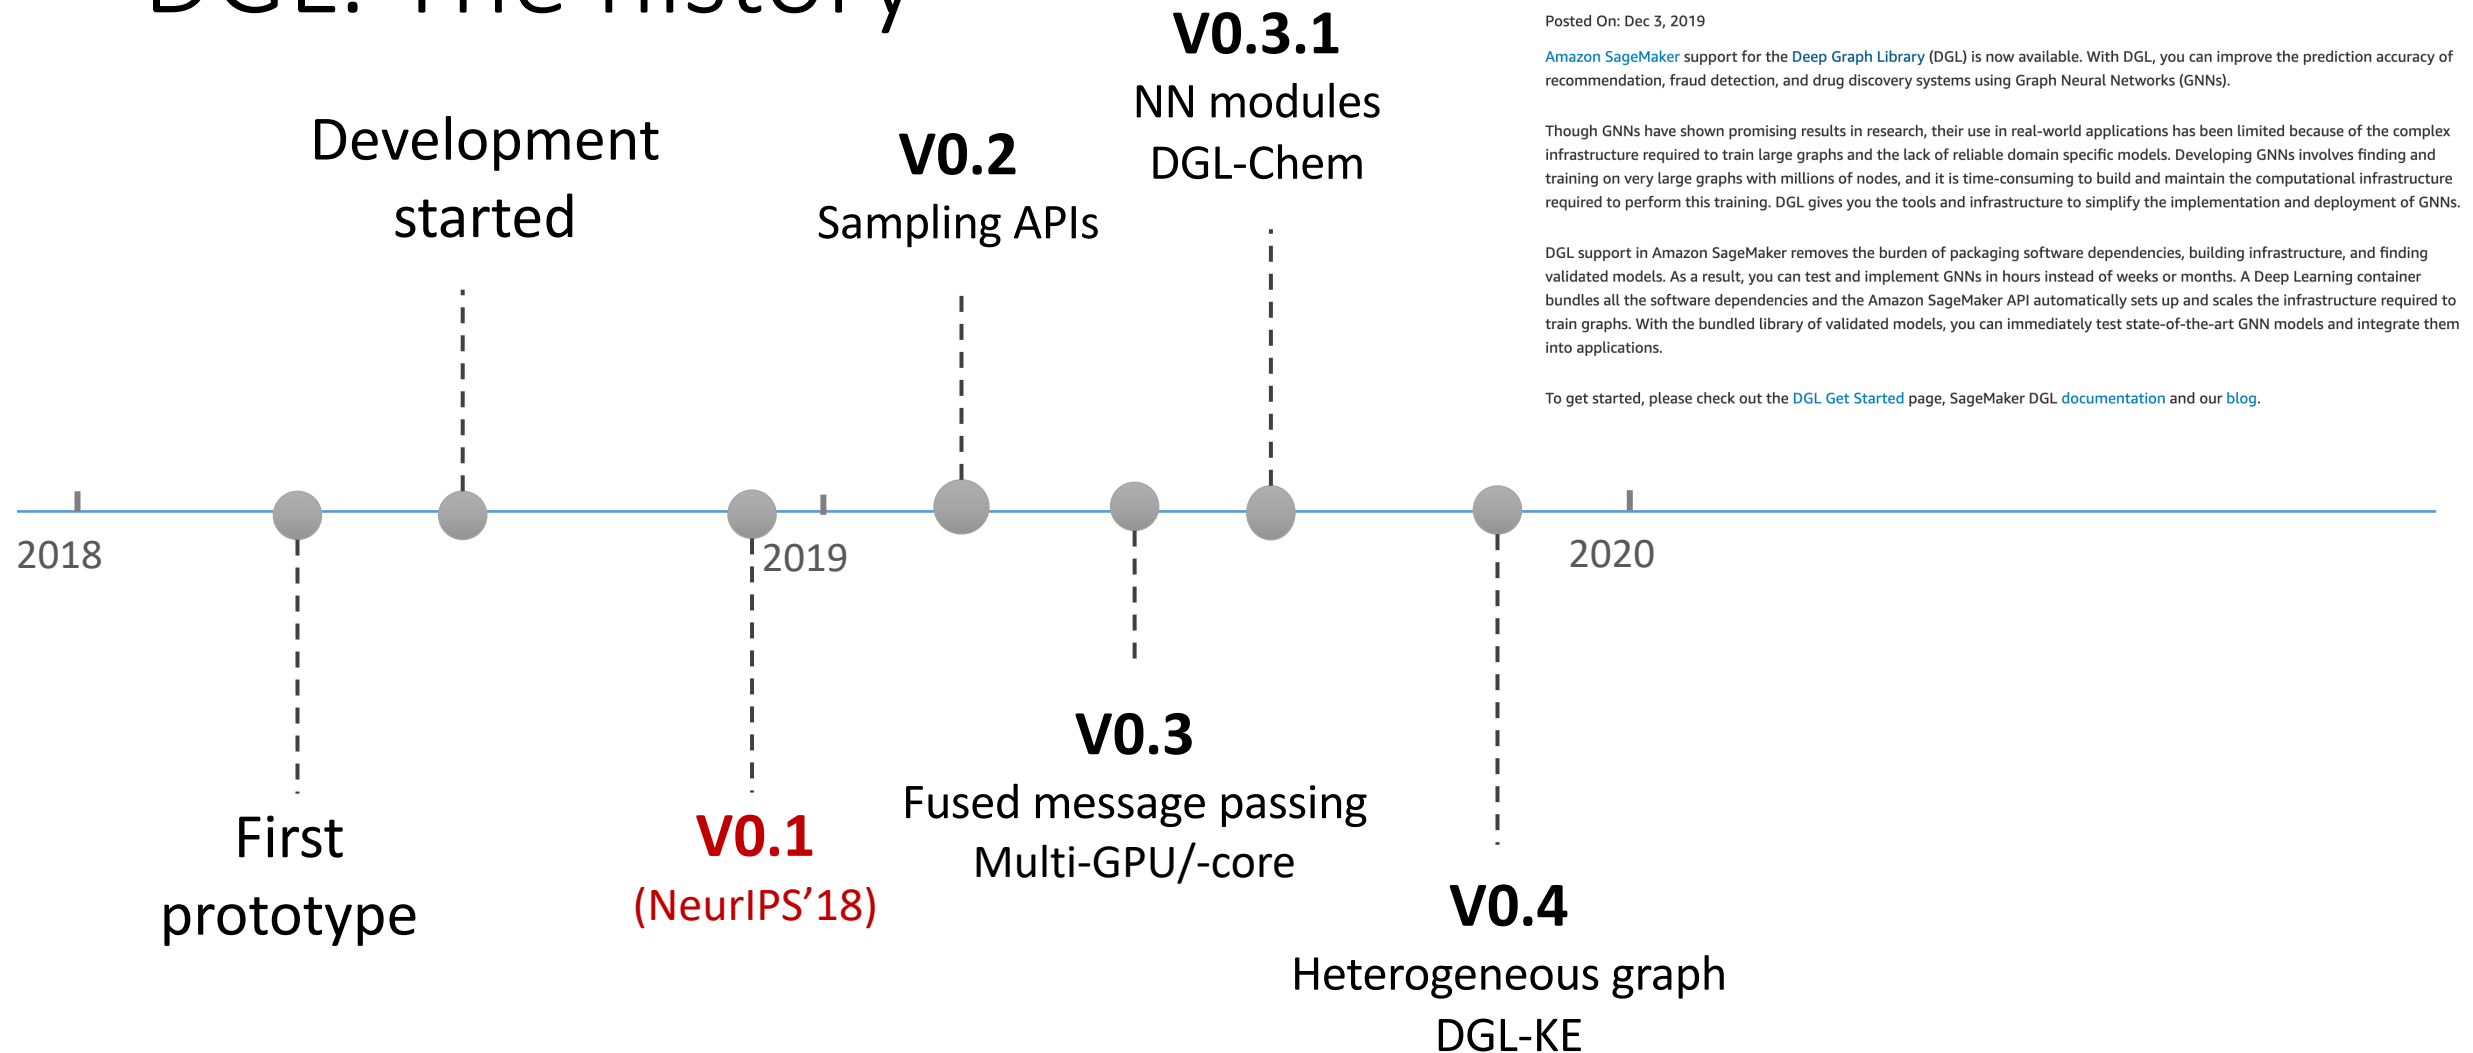 DGL: The history
V0.3.1
NN modules
DGL-Chem
Development
started
V0.2
Sampling APIs
Posted On: Dec 3, 2019
Amazon SageMaker support for the Deep Graph Library (DGL) is now available. With DGL, you can improve the prediction accuracy of
recommendation, fraud detection, and drug discovery systems using Graph Neural Networks (GNNs).
Though GNNs have shown promising results in research, their use in real-world applications has been limited because of the complex
infrastructure required to train large graphs and the lack of reliable domain specific models. Developing GNNs involves finding and
training on very large graphs with millions of nodes, and it is time-consuming to build and maintain the computational infrastructure
required to perform this training. DGL gives you the tools and infrastructure to simplify the implementation and deployment of GNNs.
DGL support in Amazon SageMaker removes the burden of packaging software dependencies, building infrastructure, and finding
validated models. As a result, you can test and implement GNNs in hours instead of weeks or months. A Deep Learning container
bundles all the software dependencies and the Amazon SageMaker API automatically sets up and scales the infrastructure required to
train graphs. With the bundled library of validated models, you can immediately test state-of-the-art GNN models and integrate them
into applications.
To get started, please check out the DGL Get Started page, SageMaker DGL documentation and our blog.
2018
2019
2020
First
prototype
V0.1
(NeurIPS’18)
V0.3
Fused message passing
Multi-GPU/-core
V0.4
Heterogeneous graph
DGL-KE